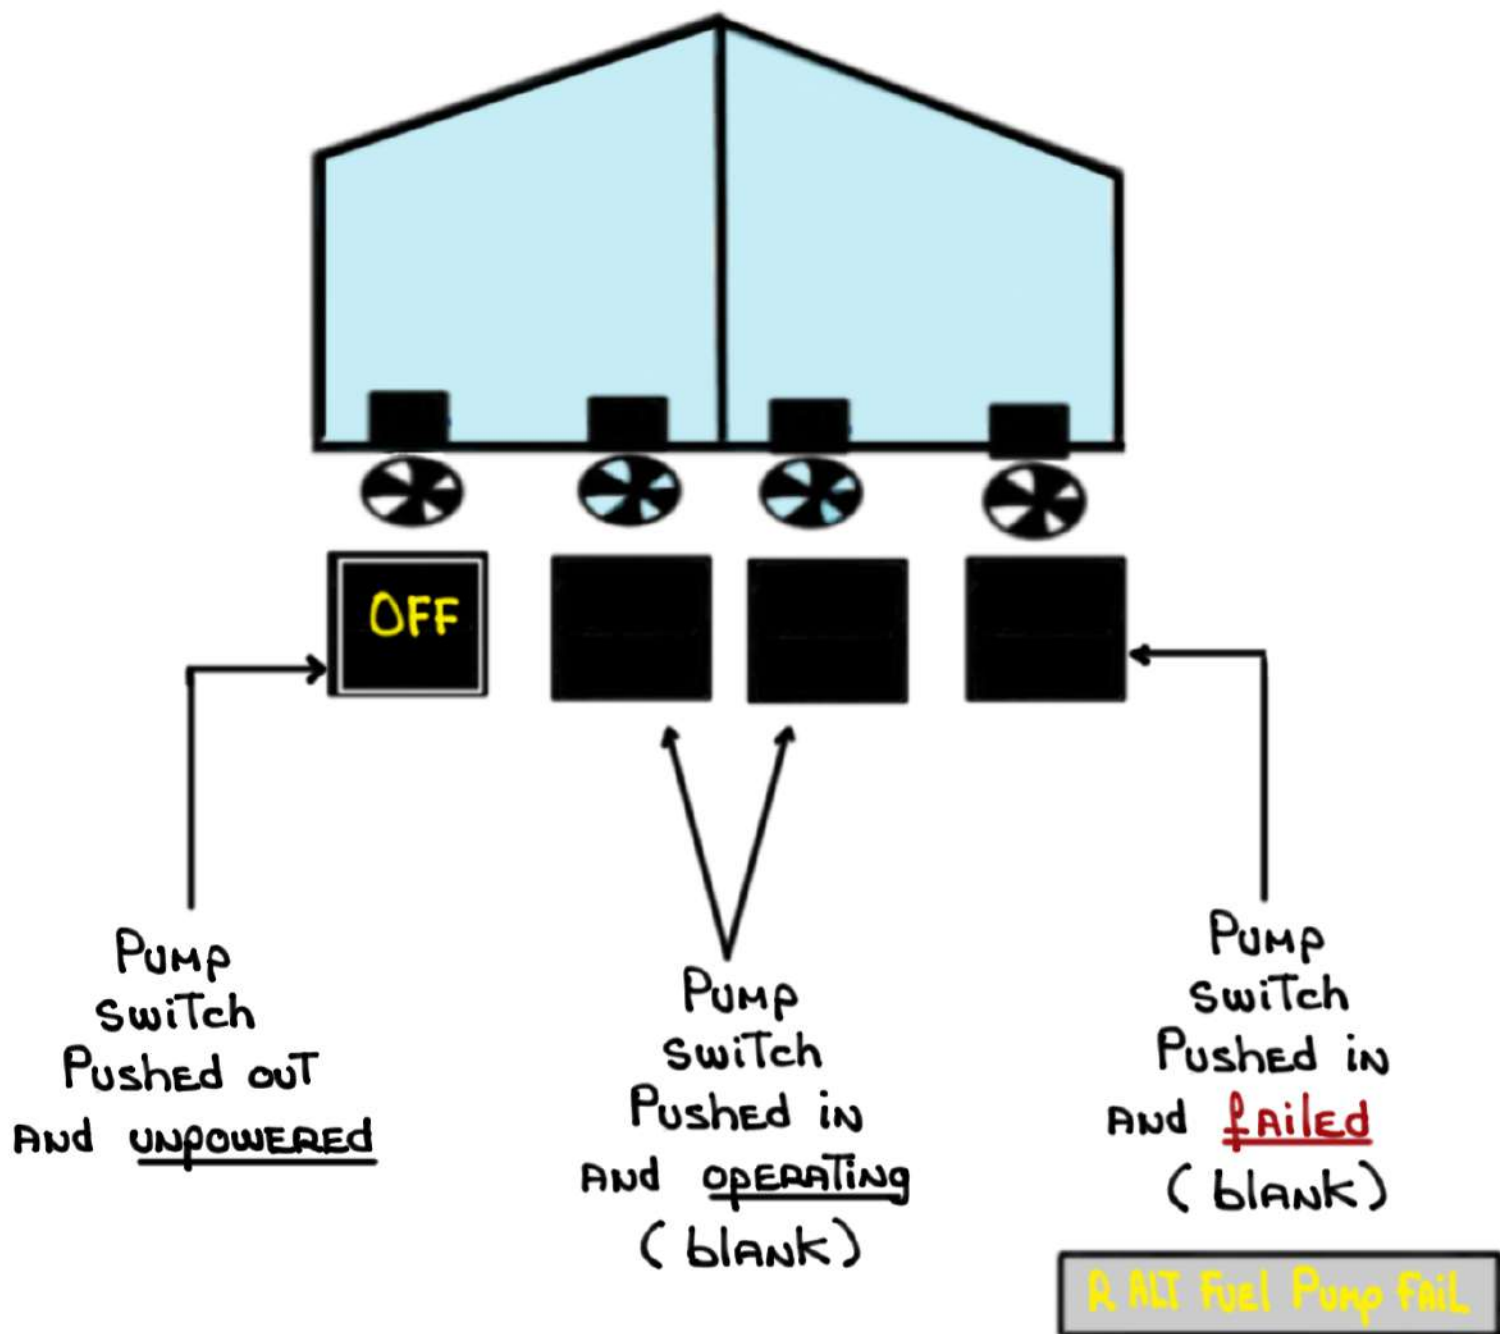 OFF
PUMP
SWITCH
PUSHED OUT
AND UNPOWERED
PUMP
SWITCH
PUSHED IN
AND OPERATING
(blANK)
PUMP
SWITCH
PUSHED IN
AND fAilED
(blANK)
R ALT FUEl PUMP FAIL